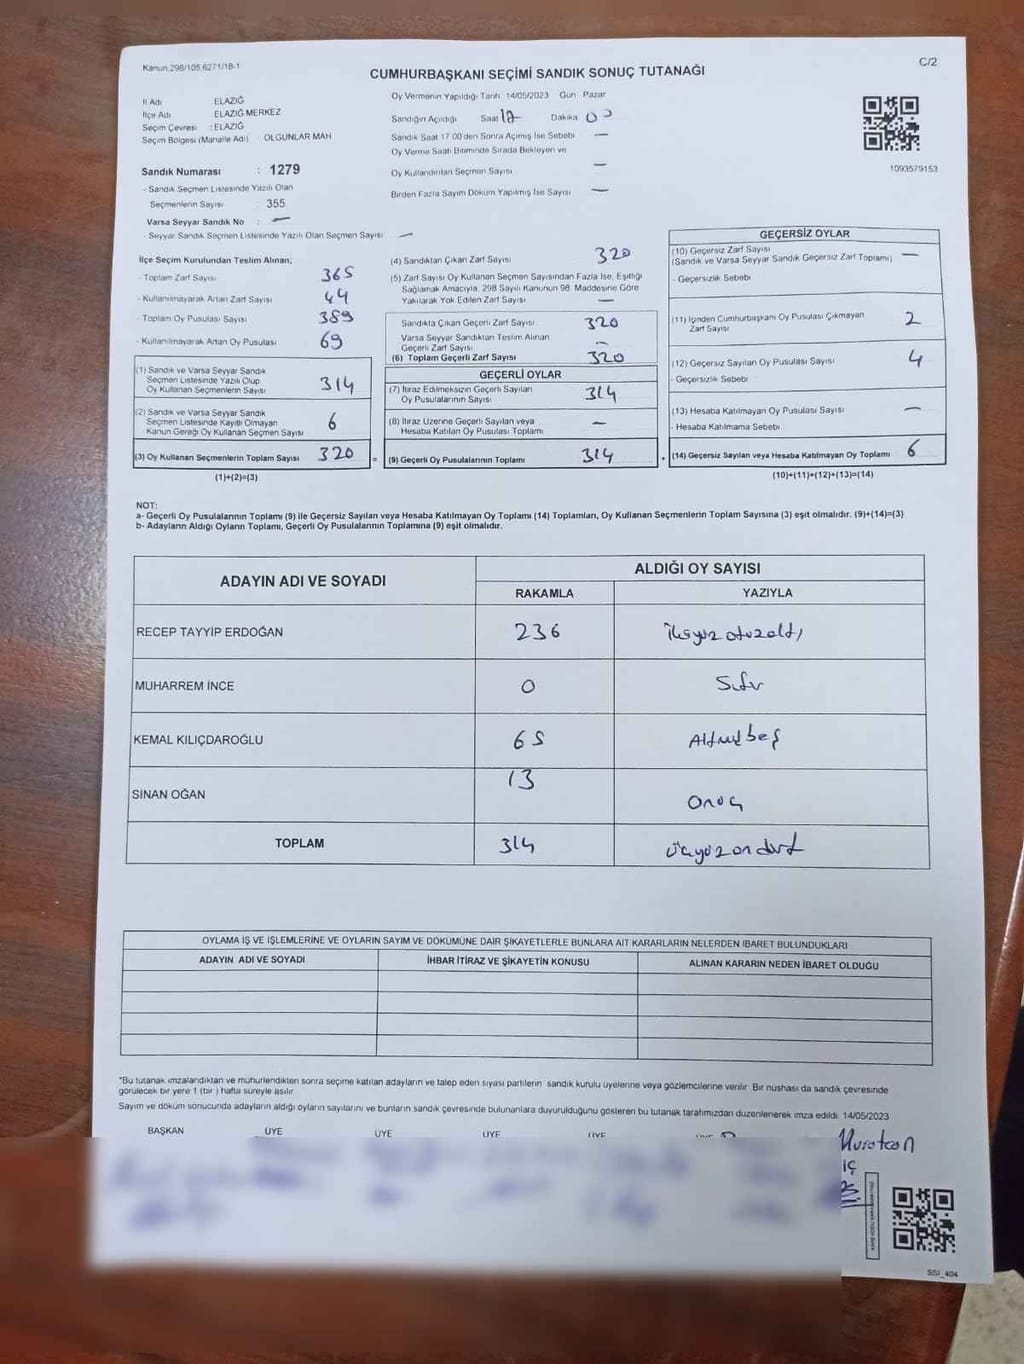 Kanun.298/105,6271/18-1
C/2
CUMHURBAŞKANI SEÇİMİ SANDIK SONUÇ TUTANAĞI
İl Adı ELAZIĞ
İlçe Adı ELAZIĞ MERKEZ
Seçim Çevresi : ELAZIĞ
Seçim Bölgesi (Mahalle Adı) OLGUNLAR MAH
Sandık Numarası : 1279
- Sandık Seçmen Listesinde Yazılı Olan
Seçmenlerin Sayısı : 355
Varsa Seyyar Sandık No : —
- Seyyar Sandık Seçmen Listesinde Yazılı Olan Seçmen Sayısı —
Oy Vermenin Yapıldığı Tarih 14/05/2023 Gün Pazar
Sandığın Açıldığı Saat 17 Dakika 00
Sandık Saat 17:00'den Sonra Açılmış İse Sebebi —
Oy Verme Saati Bitiminde Sırada Bekleyen ve
Oy Kullandırılan Seçmen Sayısı —
Birden Fazla Sayım Döküm Yapılmış İse Sayısı —
1093579153
İlçe Seçim Kurulundan Teslim Alınan;
- Toplam Zarf Sayısı 365
- Kullanılmayarak Artan Zarf Sayısı 44
- Toplam Oy Pusulası Sayısı 389
- Kullanılmayarak Artan Oy Pusulası 69
(1) Sandık ve Varsa Seyyar Sandık
Seçmen Listesinde Yazılı Olup
Oy Kullanan Seçmenlerin Sayısı 314
(2) Sandık ve Varsa Seyyar Sandık
Seçmen Listesinde Kayıtlı Olmayan
Kanun Gereği Oy Kullanan Seçmen Sayısı 6
(3) Oy Kullanan Seçmenlerin Toplam Sayısı 320
(1)+(2)=(3)
(4) Sandıktan Çıkan Zarf Sayısı 320
(5) Zarf Sayısı Oy Kullanan Seçmen Sayısından Fazla İse, Eşitliği
Sağlamak Amacıyla, 298 Sayılı Kanunun 98. Maddesine Göre
Yakılarak Yok Edilen Zarf Sayısı —
Sandıkta Çıkan Geçerli Zarf Sayısı 320
Varsa Seyyar Sandıktan Teslim Alınan
Geçerli Zarf Sayısı —
(6) Toplam Geçerli Zarf Sayısı 320
GEÇERLİ OYLAR
(7) İtiraz Edilmeksizin Geçerli Sayılan
Oy Pusulalarının Sayısı 314
(8) İtiraz Üzerine Geçerli Sayılan veya
Hesaba Katılan Oy Pusulası Toplamı —
= (9) Geçerli Oy Pusulalarının Toplamı 314
GEÇERSİZ OYLAR
(10) Geçersiz Zarf Sayısı
(Sandık ve Varsa Seyyar Sandık Geçersiz Zarf Toplamı) —
- Geçersizlik Sebebi
(11) İçinden Cumhurbaşkanı Oy Pusulası Çıkmayan
Zarf Sayısı 2
(12) Geçersiz Sayılan Oy Pusulası Sayısı 4
- Geçersizlik Sebebi
(13) Hesaba Katılmayan Oy Pusulası Sayısı —
- Hesaba Katılmama Sebebi
+ (14) Geçersiz Sayılan veya Hesaba Katılmayan Oy Toplamı 6
(10)+(11)+(12)+(13)=(14)
NOT:
a- Geçerli Oy Pusulalarının Toplamı (9) ile Geçersiz Sayılan veya Hesaba Katılmayan Oy Toplamı (14) Toplamları, Oy Kullanan Seçmenlerin Toplam Sayısına (3) eşit olmalıdır. (9)+(14)=(3)
b- Adayların Aldığı Oyların Toplamı, Geçerli Oy Pusulalarının Toplamına (9) eşit olmalıdır.
ADAYIN ADI VE SOYADI ALDIĞI OY SAYISI
RAKAMLA YAZIYLA
RECEP TAYYİP ERDOĞAN 236 ikiyüz otuzaltı
MUHARREM İNCE 0 Sıfır
KEMAL KILIÇDAROĞLU 65 Altmışbeş
SİNAN OĞAN 13 Onüç
TOPLAM 314 üçyüzondört
OYLAMA İŞ VE İŞLEMLERİNE VE OYLARIN SAYIM VE DÖKÜMÜNE DAİR ŞİKAYETLERLE BUNLARA AİT KARARLARIN NELERDEN İBARET BULUNDUKLARI
ADAYIN ADI VE SOYADI İHBAR İTİRAZ VE ŞİKAYETİN KONUSU ALINAN KARARIN NEDEN İBARET OLDUĞU
*Bu tutanak imzalandıktan ve mühürlendikten sonra seçime katılan adayların ve talep eden siyasi partilerin sandık kurulu üyelerine veya gözlemcilerine verilir. Bir nüshası da sandık çevresinde
görülecek bir yere 1 (bir) hafta süreyle asılır
Sayım ve döküm sonucunda adayların aldığı oyların sayılarını ve bunların sandık çevresinde bulunanlara duyurulduğunu gösteren bu tutanak tarafımızdan düzenlenerek imza edildi. 14/05/2023
BAŞKAN ÜYE ÜYE ÜYE ÜYE
SSI_404